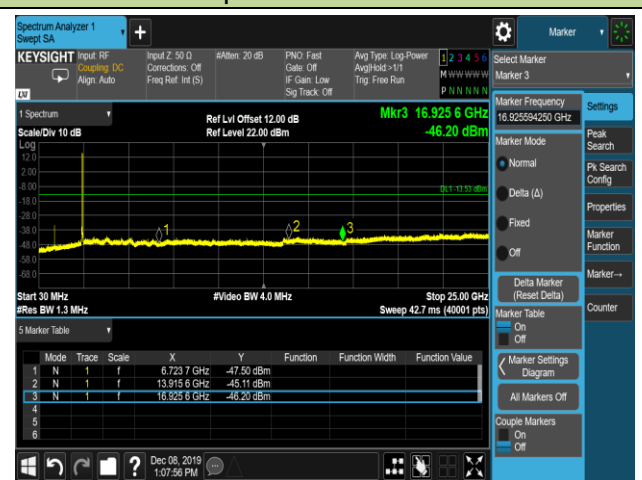 Spectrum Analyzer 1
Swept SA
Marker
KEYSIGHT
Input: RF
Coupling: DC
Align: Auto
Input Z: 50 Ω
Corrections: Off
Freq Ref: Int (S)
#Atten: 20 dB
PNO: Fast
Gate: Off
IF Gain: Low
Sig Track: Off
Avg Type: Log-Power
Avg|Hold:>1/1
Trig: Free Run
1 2 3 4 5 6
M W W W W W
P N N N N N
LXI
Select Marker
Marker 3
1 Spectrum
Scale/Div 10 dB
Log
Ref Lvl Offset 12.00 dB
Ref Level 22.00 dBm
Mkr3 16.925 6 GHz
-46.20 dBm
12.0
2.00
-8.00
-18.0
-28.0
-38.0
-48.0
-58.0
-68.0
DL1 -13.53 dBm
1
2
3
Start 30 MHz
#Res BW 1.3 MHz
#Video BW 4.0 MHz
Stop 25.00 GHz
Sweep 42.7 ms (40001 pts)
5 Marker Table
Mode Trace Scale X Y Function Function Width Function Value
1 N 1 f 6.723 7 GHz -47.50 dBm
2 N 1 f 13.915 6 GHz -45.11 dBm
3 N 1 f 16.925 6 GHz -46.20 dBm
4
5
6
Marker Frequency
16.925594250 GHz
Marker Mode
Normal
Delta (Δ)
Fixed
Off
Delta Marker
(Reset Delta)
Marker Table
On
Off
Marker Settings
Diagram
All Markers Off
Couple Markers
On
Off
Settings
Peak
Search
Pk Search
Config
Properties
Marker
Function
Marker→
Counter
?
Dec 08, 2019
1:07:56 PM